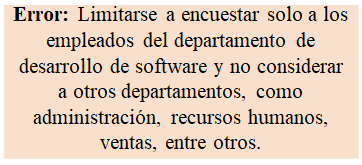 Error: Limitarse a encuestar solo a los
empleados del departamento de
desarrollo de software y no considerar
a otros departamentos, como
administración, recursos humanos,
ventas, entre otros.